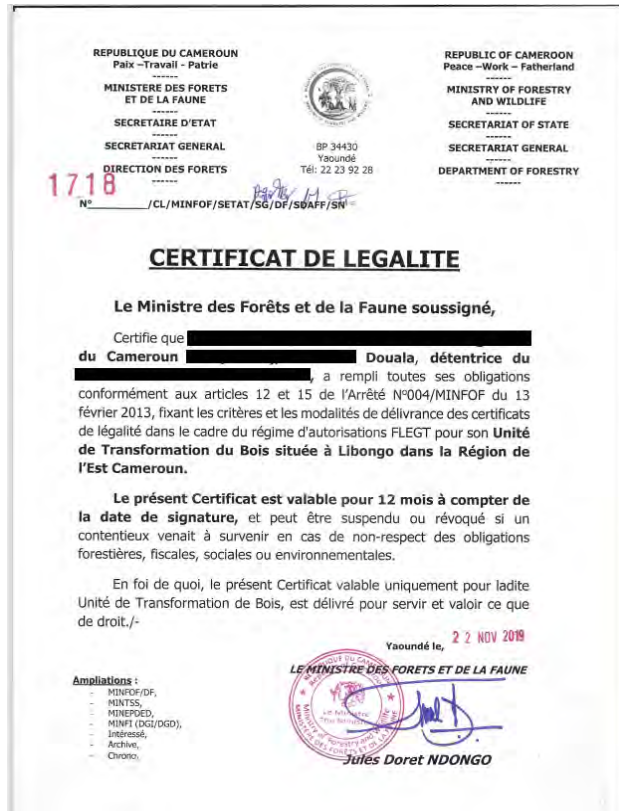 REPUBLIQUE DU CAMEROUN
Paix –Travail - Patrie
------
MINISTERE DES FORETS
ET DE LA FAUNE
------
SECRETAIRE D'ETAT
------
SECRETARIAT GENERAL
------
DIRECTION DES FORETS
------
BP 34430
Yaoundé
Tél: 22 23 92 28
REPUBLIC OF CAMEROON
Peace –Work – Fatherland
------
MINISTRY OF FORESTRY
AND WILDLIFE
------
SECRETARIAT OF STATE
------
SECRETARIAT GENERAL
------
DEPARTMENT OF FORESTRY
------
1718
N°________/CL/MINFOF/SETAT/SG/DF/SDAFF/SN
CERTIFICAT DE LEGALITE
Le Ministre des Forêts et de la Faune soussigné,
Certifie que
du Cameroun Douala, détentrice du
, a rempli toutes ses obligations
conformément aux articles 12 et 15 de l'Arrêté N°004/MINFOF du 13
février 2013, fixant les critères et les modalités de délivrance des certificats
de légalité dans le cadre du régime d'autorisations FLEGT pour son Unité
de Transformation du Bois située à Libongo dans la Région de
l'Est Cameroun.
Le présent Certificat est valable pour 12 mois à compter de
la date de signature, et peut être suspendu ou révoqué si un
contentieux venait à survenir en cas de non-respect des obligations
forestières, fiscales, sociales ou environnementales.
En foi de quoi, le présent Certificat valable uniquement pour ladite
Unité de Transformation de Bois, est délivré pour servir et valoir ce que
de droit./-
Yaoundé le, 22 NOV 2019
LE MINISTRE DES FORETS ET DE LA FAUNE
Jules Doret NDONGO
Ampliations :
- MINFOF/DF,
- MINTSS,
- MINEPDED,
- MINFI (DGI/DGD),
- Intéressé,
- Archive,
- Chrono.